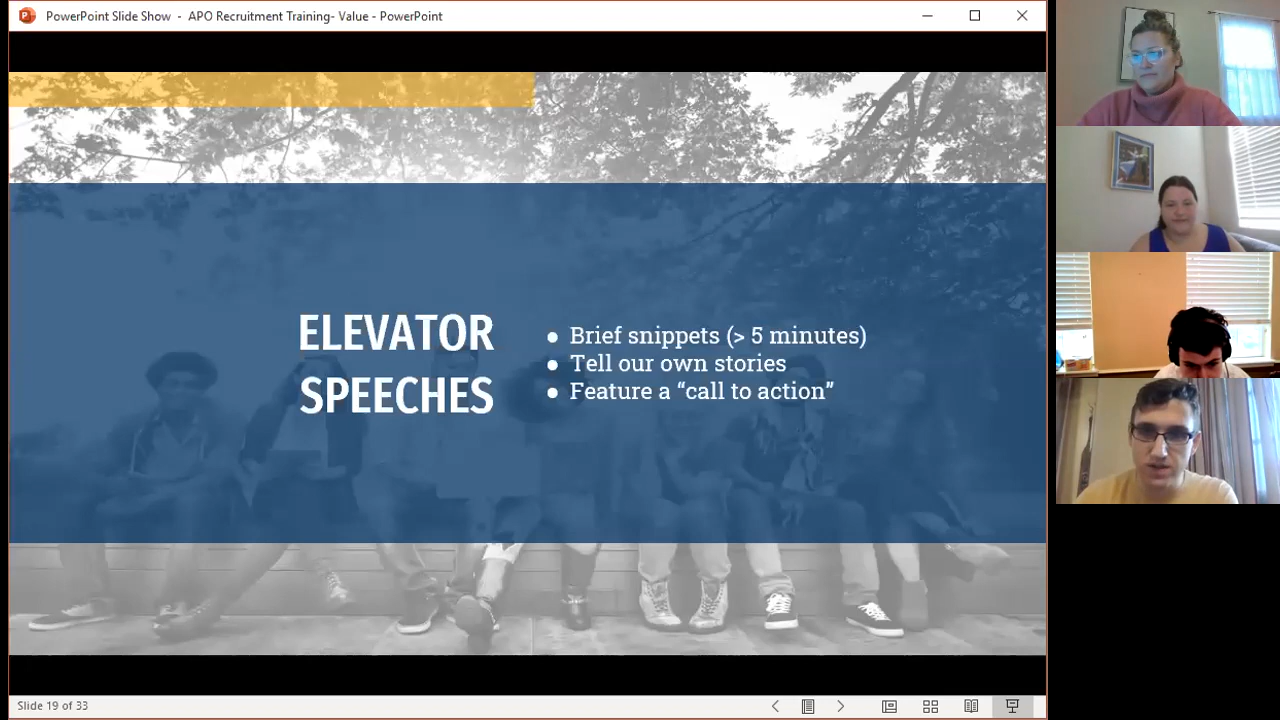 PowerPoint Slide Show - APO Recruitment Training- Value - PowerPoint
ELEVATOR
SPEECHES
● Brief snippets (> 5 minutes)
● Tell our own stories
● Feature a “call to action”
Slide 19 of 33